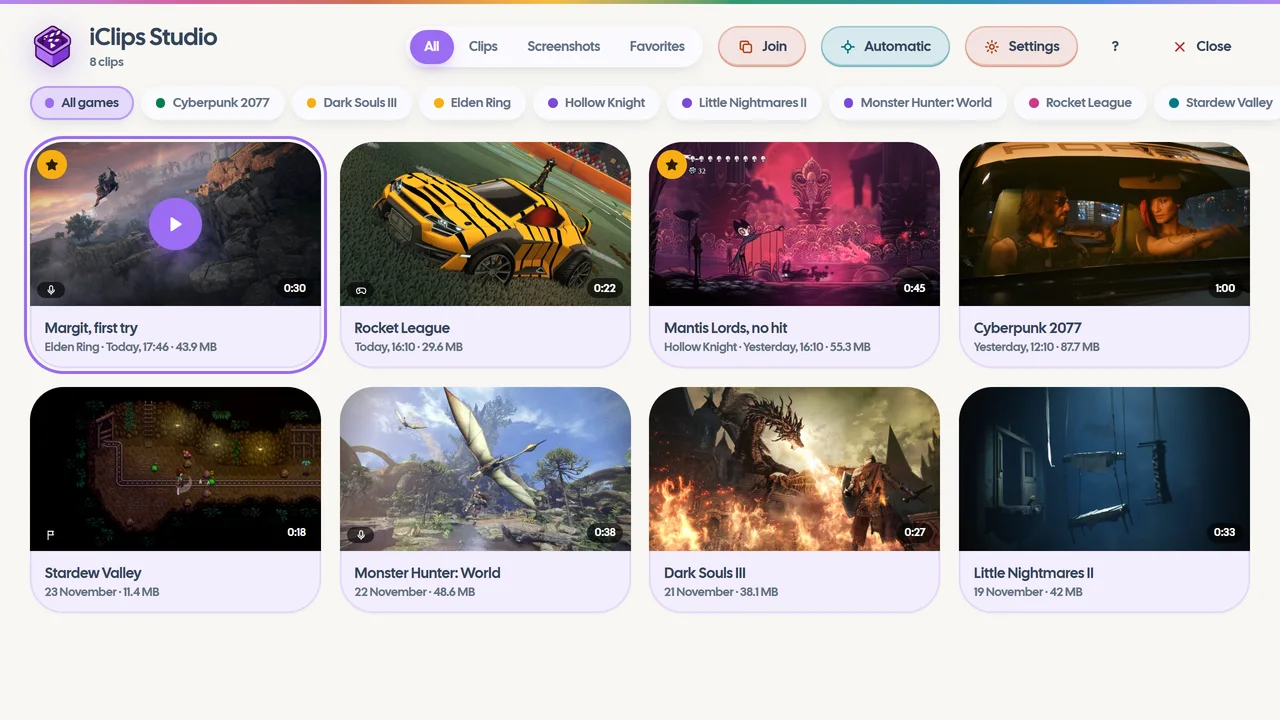 iClips Studio
8 clips
All
Clips
Screenshots
Favorites
Join
Automatic
Settings
?
Close
All games
Cyberpunk 2077
Dark Souls III
Elden Ring
Hollow Knight
Little Nightmares II
Monster Hunter: World
Rocket League
Stardew Valley
0:30
0:22
32
0:45
1:00
Margit, first try
Elden Ring · Today, 17:46 · 43.9 MB
Rocket League
Today, 16:10 · 29.6 MB
Mantis Lords, no hit
Hollow Knight · Yesterday, 16:10 · 55.3 MB
Cyberpunk 2077
Yesterday, 12:10 · 87.7 MB
0:18
0:38
0:27
0:33
Stardew Valley
23 November · 11.4 MB
Monster Hunter: World
22 November · 48.6 MB
Dark Souls III
21 November · 38.1 MB
Little Nightmares II
19 November · 42 MB